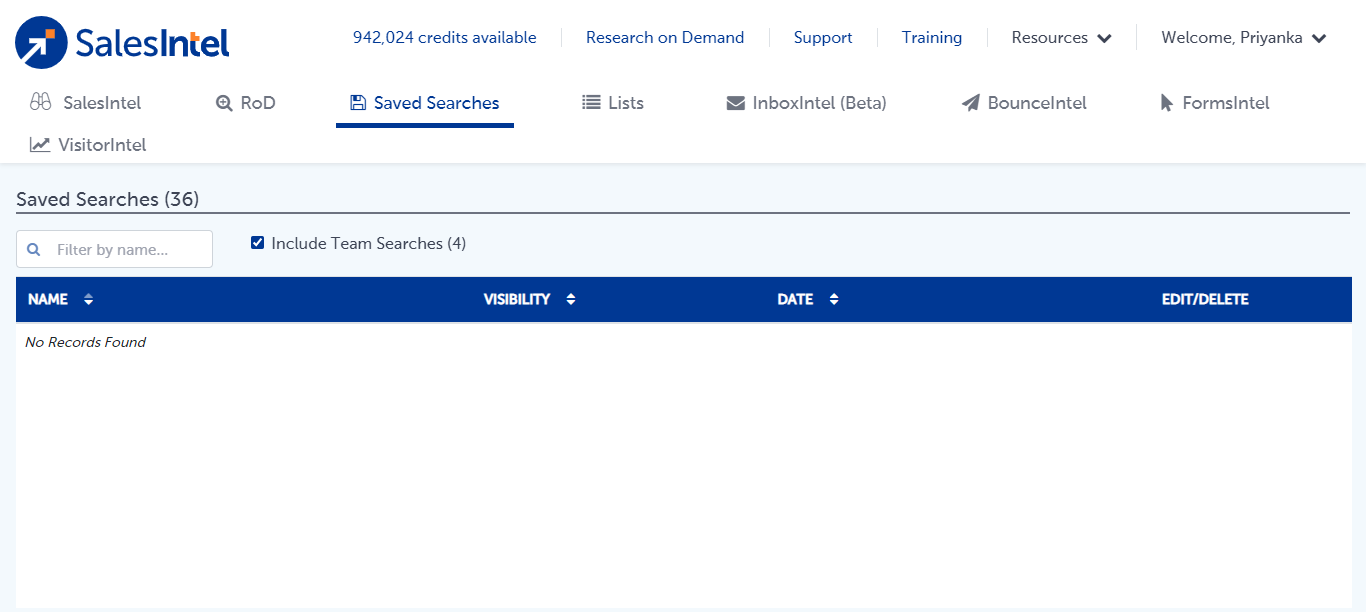 SalesIntel
942,024 credits available
Research on Demand
Support
Training
Resources
Welcome, Priyanka
SalesIntel
RoD
Saved Searches
Lists
InboxIntel (Beta)
BounceIntel
FormsIntel
VisitorIntel
Saved Searches (36)
Filter by name...
Include Team Searches (4)
NAME
VISIBILITY
DATE
EDIT/DELETE
No Records Found